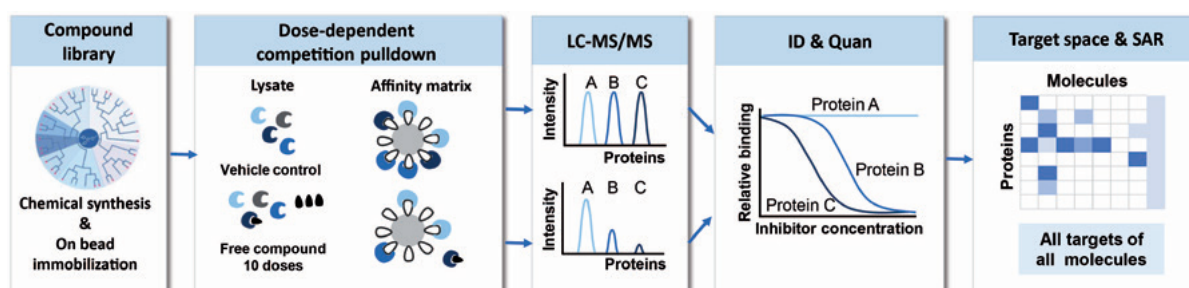 Compound
library
Chemical synthesis
&
On bead
immobilization
Dose-dependent
competition pulldown
Lysate
Affinity matrix
Vehicle control
Free compound
10 doses
LC-MS/MS
Intensity
A B C
Proteins
Intensity
A
B C
Proteins
ID & Quan
Relative binding
Protein A
Protein B
Protein C
Inhibitor concentration
Target space & SAR
Molecules
Proteins
All targets of
all molecules